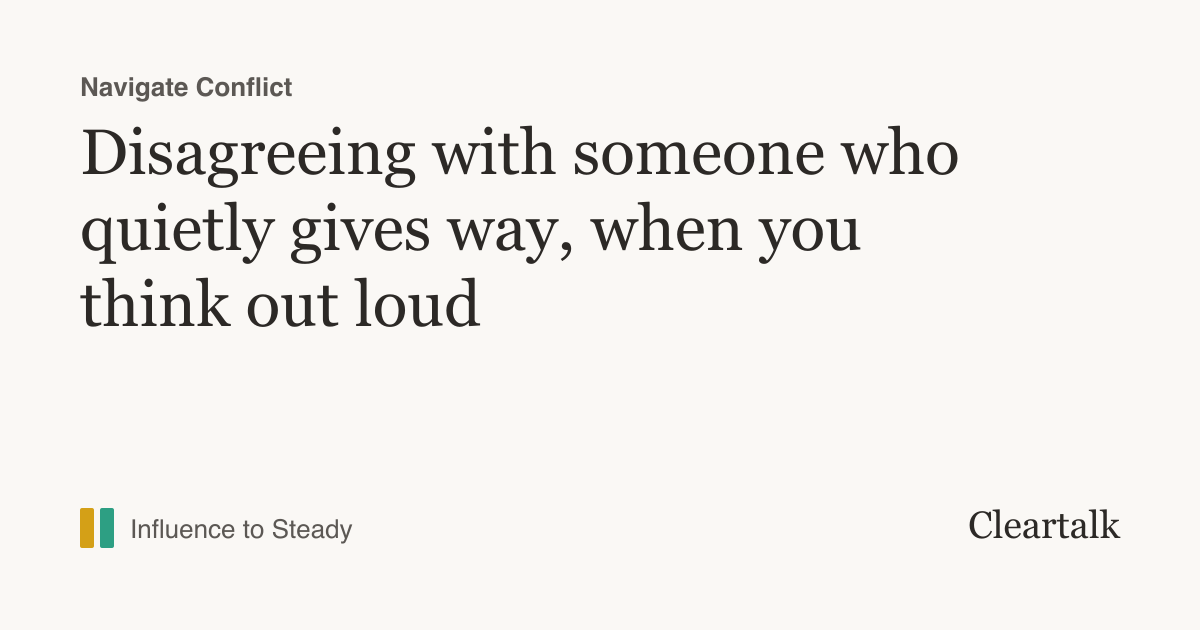 Navigate Conflict
Disagreeing with someone who
quietly gives way, when you
think out loud
Influence to Steady
Cleartalk